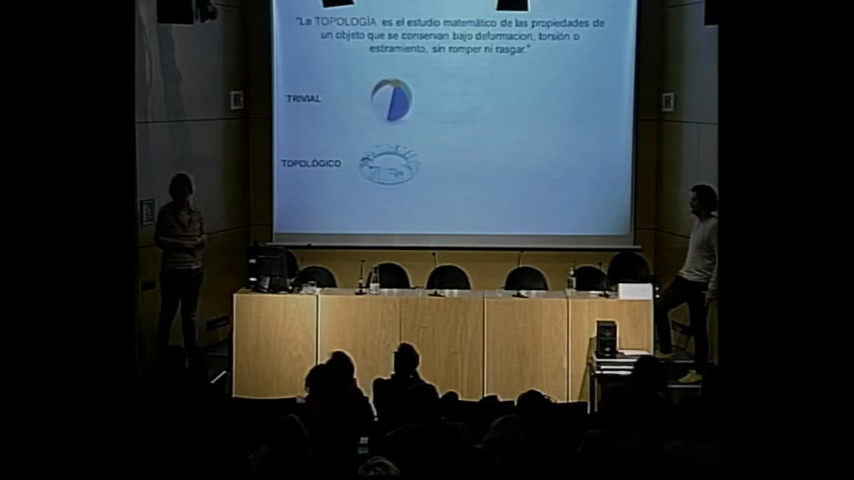 "La TOPOLOGÍA es el estudio matemático de las propiedades de
un objeto que se conservan bajo deformacion, torsión o
estiramiento, sin romper ni rasgar."
TRIVIAL
TOPOLÓGICO